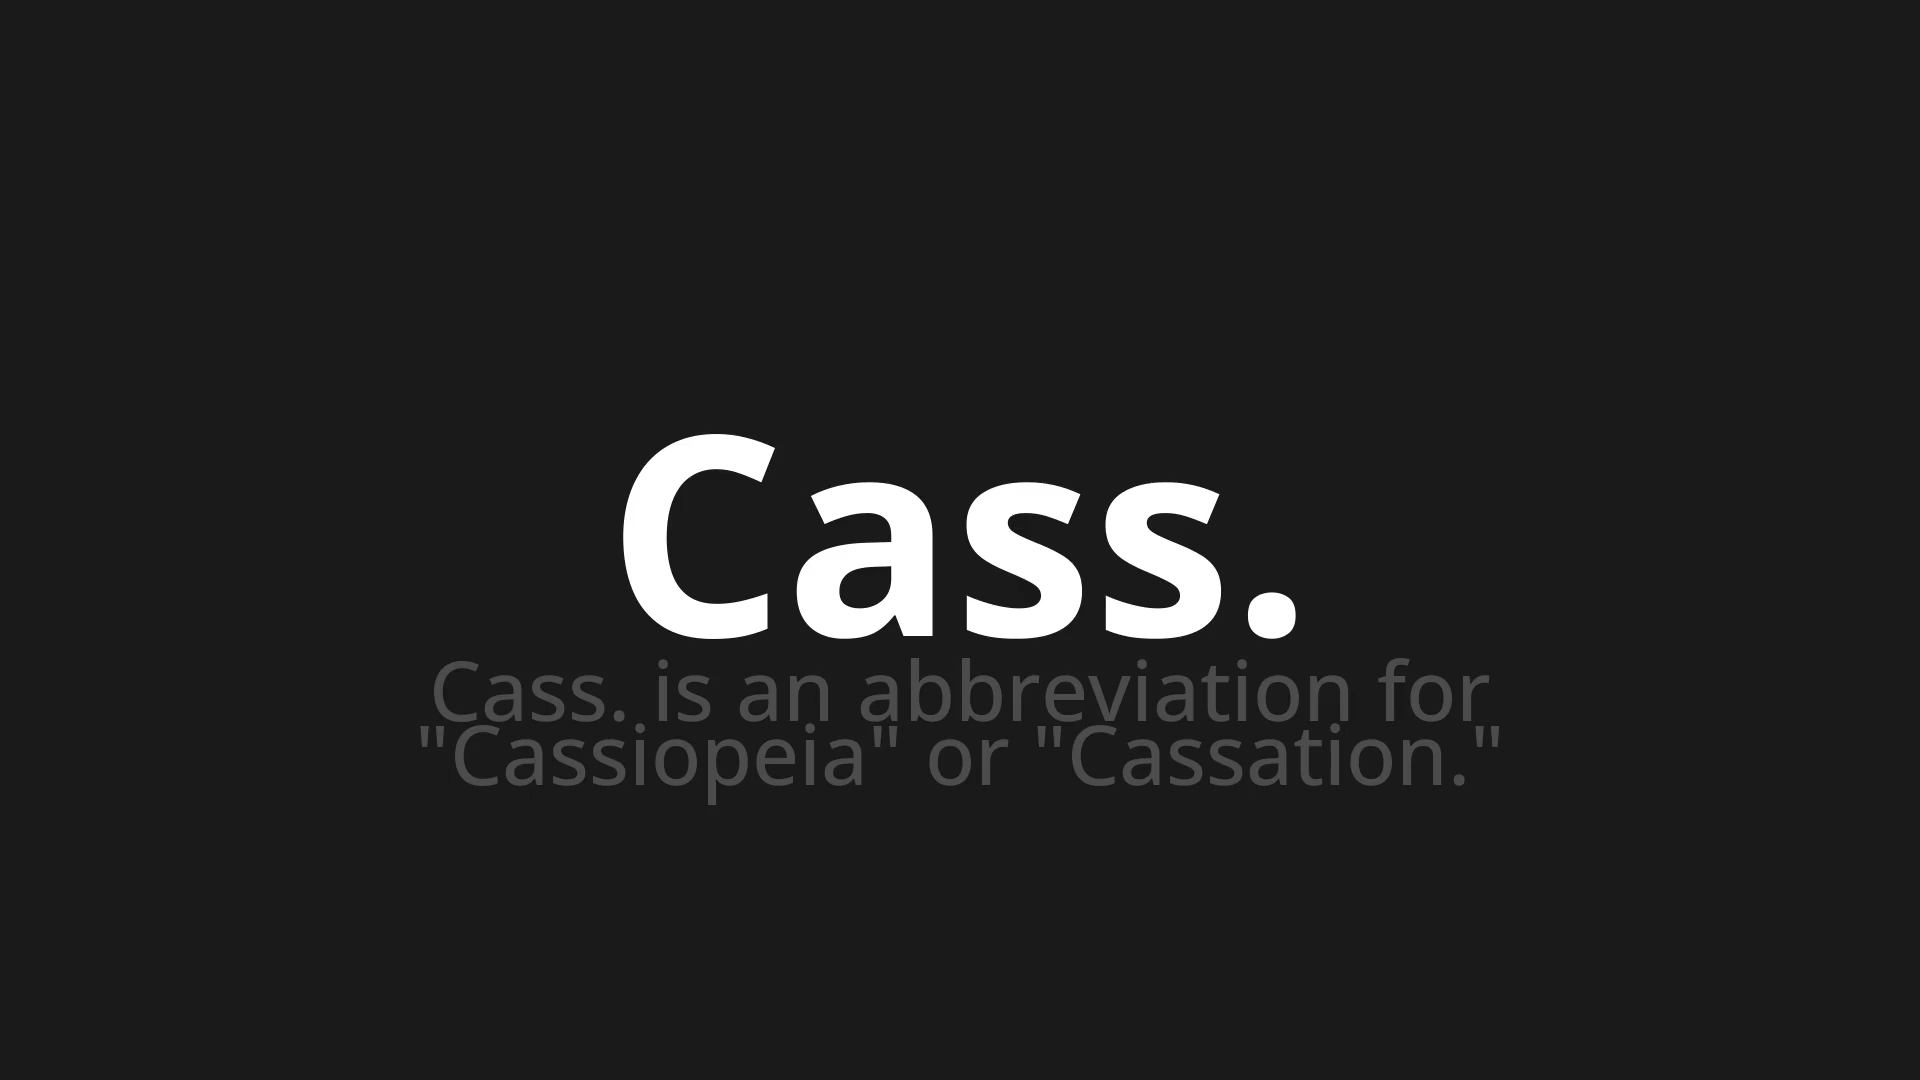 Cass.
Cass. is an abbreviation for
"Cassiopeia" or "Cassation."